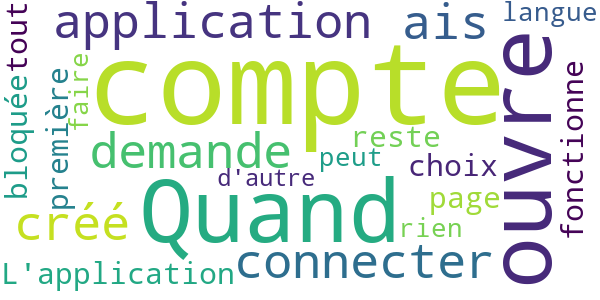 application
ais
langue
tout
compte
ouvre
faire
première
bloquée
fonctionne
demande
reste
peut
choix
d'autre
Quand
page
créé
rien
connecter
L'application